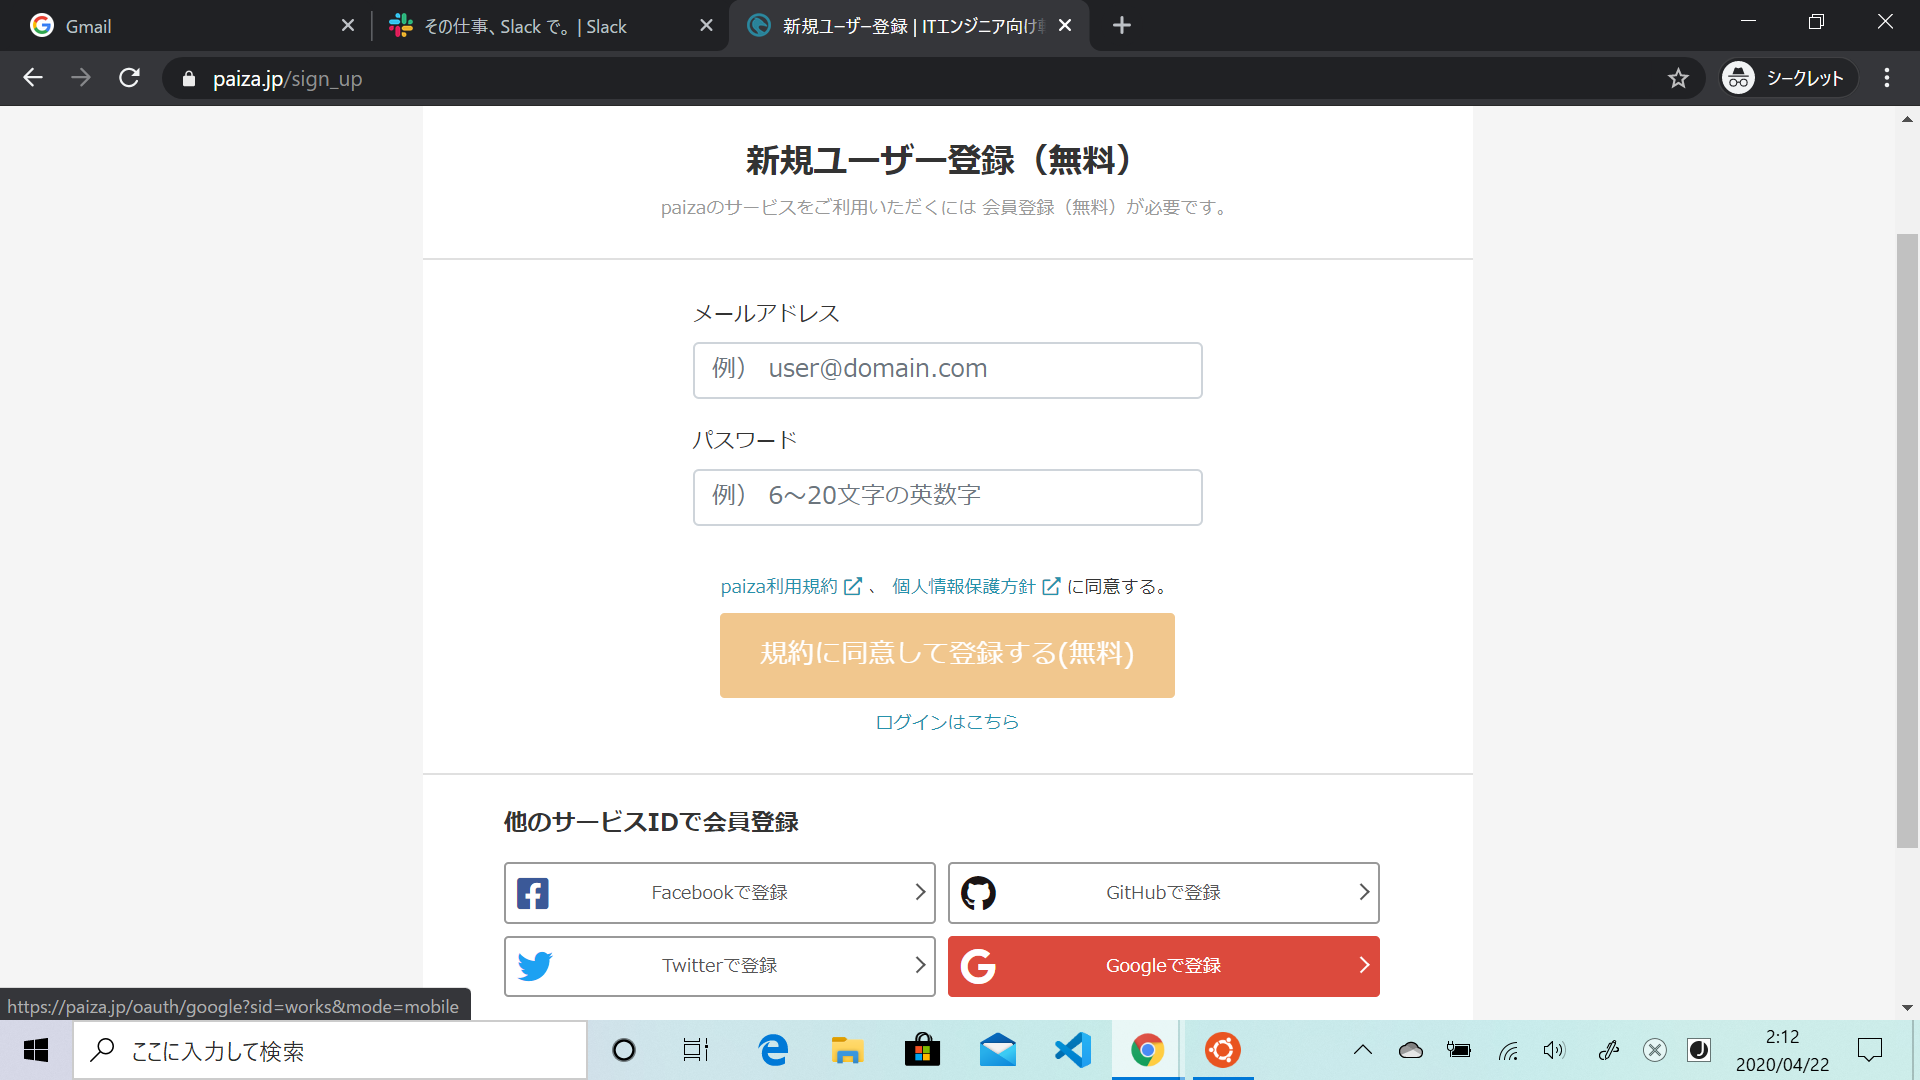 Gmail
その仕事、Slack で。 | Slack
新規ユーザー登録 | ITエンジニア向け
paiza.jp/sign_up
シークレット
新規ユーザー登録（無料）
paizaのサービスをご利用いただくには 会員登録（無料）が必要です。
メールアドレス
例） user@domain.com
パスワード
例） 6〜20文字の英数字
paiza利用規約 、 個人情報保護方針 に同意する。
規約に同意して登録する(無料)
ログインはこちら
他のサービスIDで会員登録
Facebookで登録
GitHubで登録
Twitterで登録
Googleで登録
https://paiza.jp/oauth/google?sid=works&mode=mobile
ここに入力して検索
2:12
2020/04/22